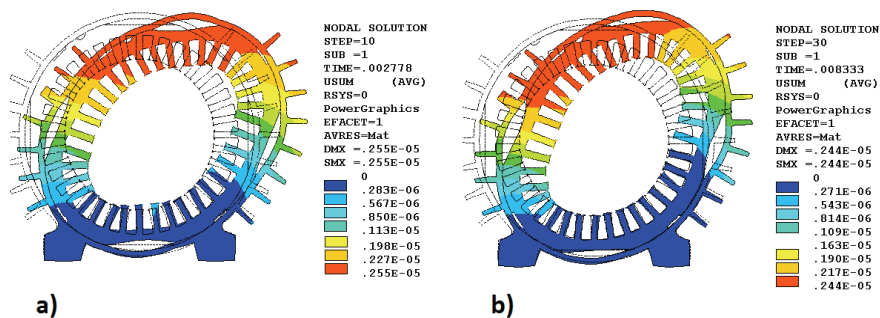 NODAL SOLUTION
STEP=10
SUB =1
TIME=.002778
USUM (AVG)
RSYS=0
PowerGraphics
EFACET=1
AVRES=Mat
DMX =.255E-05
SMX =.255E-05
0
.283E-06
.567E-06
.850E-06
.113E-05
.198E-05
.227E-05
.255E-05
a)
NODAL SOLUTION
STEP=30
SUB =1
TIME=.008333
USUM (AVG)
RSYS=0
PowerGraphics
EFACET=1
AVRES=Mat
DMX =.244E-05
SMX =.244E-05
0
.271E-06
.543E-06
.814E-06
.109E-05
.163E-05
.190E-05
.217E-05
.244E-05
b)